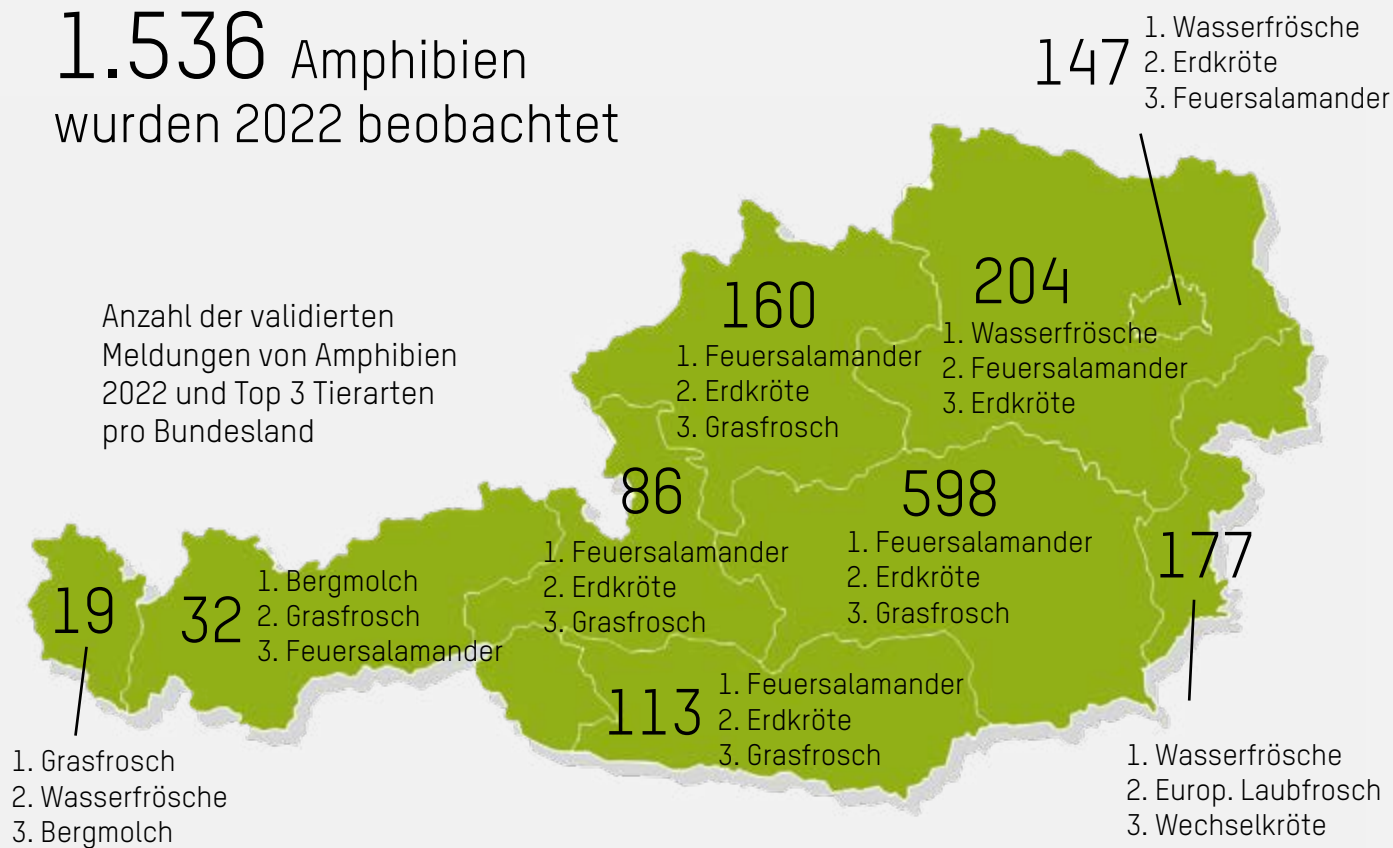 1.536 Amphibien
wurden 2022 beobachtet
Anzahl der validierten
Meldungen von Amphibien
2022 und Top 3 Tierarten
pro Bundesland
147
1. Wasserfrösche
2. Erdkröte
3. Feuersalamander
204
1. Wasserfrösche
2. Feuersalamander
3. Erdkröte
160
1. Feuersalamander
2. Erdkröte
3. Grasfrosch
86
1. Feuersalamander
2. Erdkröte
3. Grasfrosch
598
1. Feuersalamander
2. Erdkröte
3. Grasfrosch
177
1. Wasserfrösche
2. Europ. Laubfrosch
3. Wechselkröte
19
1. Grasfrosch
2. Wasserfrösche
3. Bergmolch
32
1. Bergmolch
2. Grasfrosch
3. Feuersalamander
113
1. Feuersalamander
2. Erdkröte
3. Grasfrosch